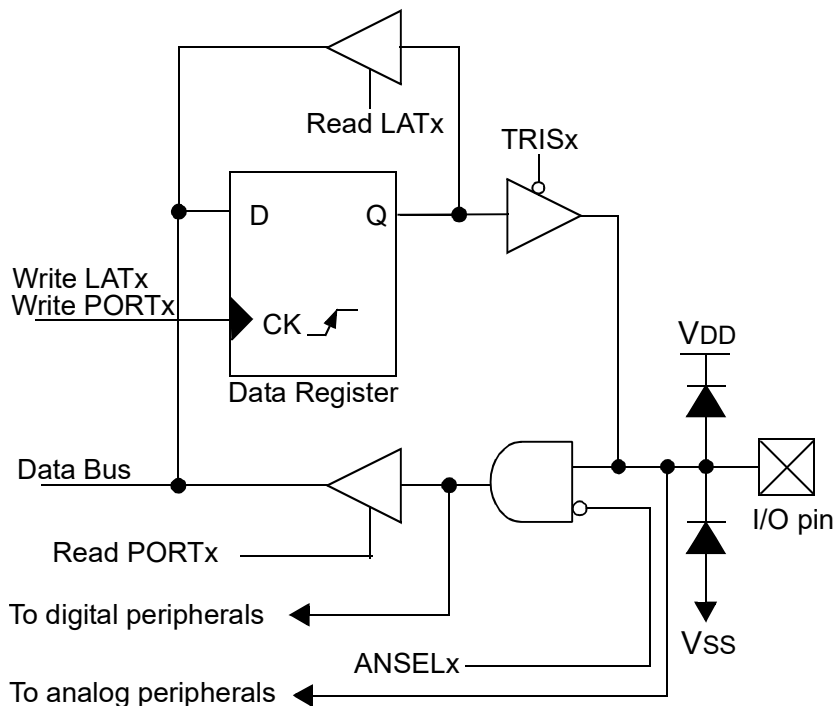 Read LATx
TRISx
D
Q
Write LATx
Write PORTx
CK
Data Register
VDD
Data Bus
I/O pin
Read PORTx
To digital peripherals
VSS
ANSELx
To analog peripherals